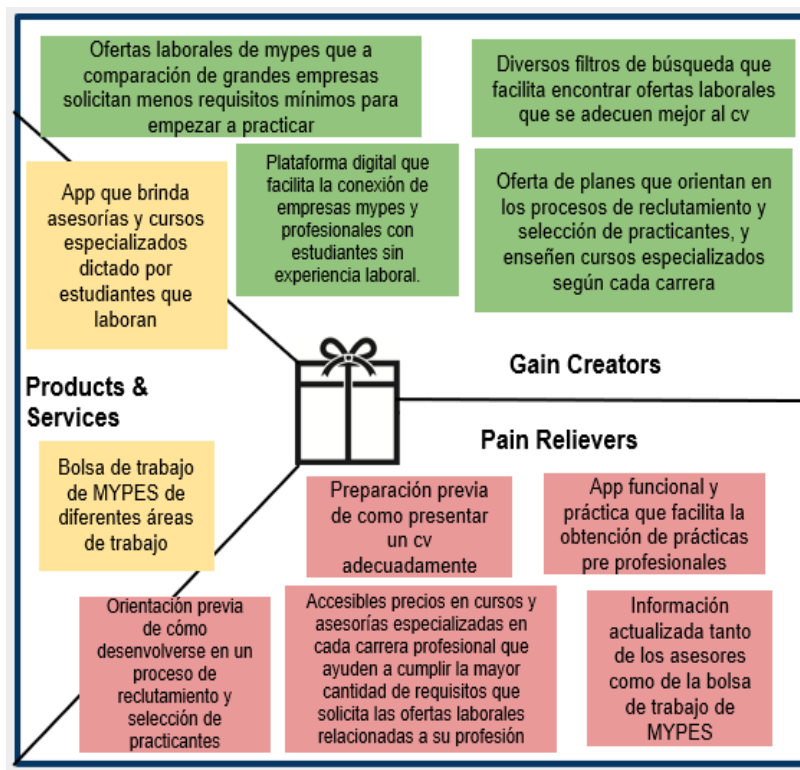 Ofertas laborales de mypes que a
comparación de grandes empresas
solicitan menos requisitos mínimos para
empezar a practicar
Diversos filtros de búsqueda que
facilita encontrar ofertas laborales
que se adecuen mejor al cv
App que brinda
asesorías y cursos
especializados
dictado por
estudiantes que
laboran
Plataforma digital que
facilita la conexión de
empresas mypes y
profesionales con
estudiantes sin
experiencia laboral.
Oferta de planes que orientan en
los procesos de reclutamiento y
selección de practicantes, y
enseñen cursos especializados
según cada carrera
Gain Creators
Products &
Services
Pain Relievers
Bolsa de trabajo
de MYPES de
diferentes áreas
de trabajo
Preparación previa
de como presentar
un cv
adecuadamente
App funcional y
práctica que facilita la
obtención de prácticas
pre profesionales
Orientación previa
de cómo
desenvolverse en un
proceso de
reclutamiento y
selección de
practicantes
Accesibles precios en cursos y
asesorías especializadas en
cada carrera profesional que
ayuden a cumplir la mayor
cantidad de requisitos que
solicita las ofertas laborales
relacionadas a su profesión
Información
actualizada tanto
de los asesores
como de la bolsa
de trabajo de
MYPES